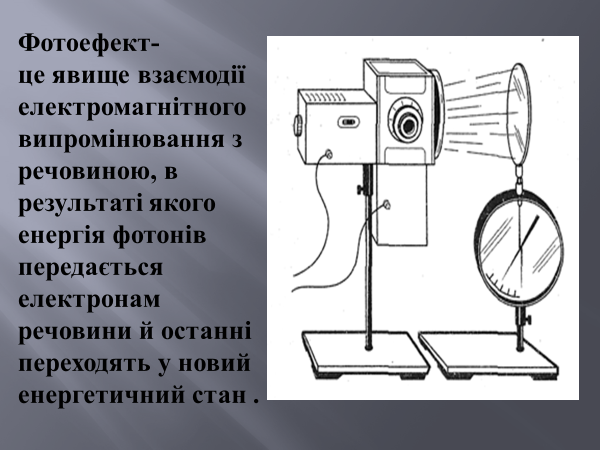 Фотоефект-
це явище взаємодії
електромагнітного
випромінювання з
речовиною, в
результаті якого
енергія фотонів
передається
електронам
речовини й останні
переходять у новий
енергетичний стан .